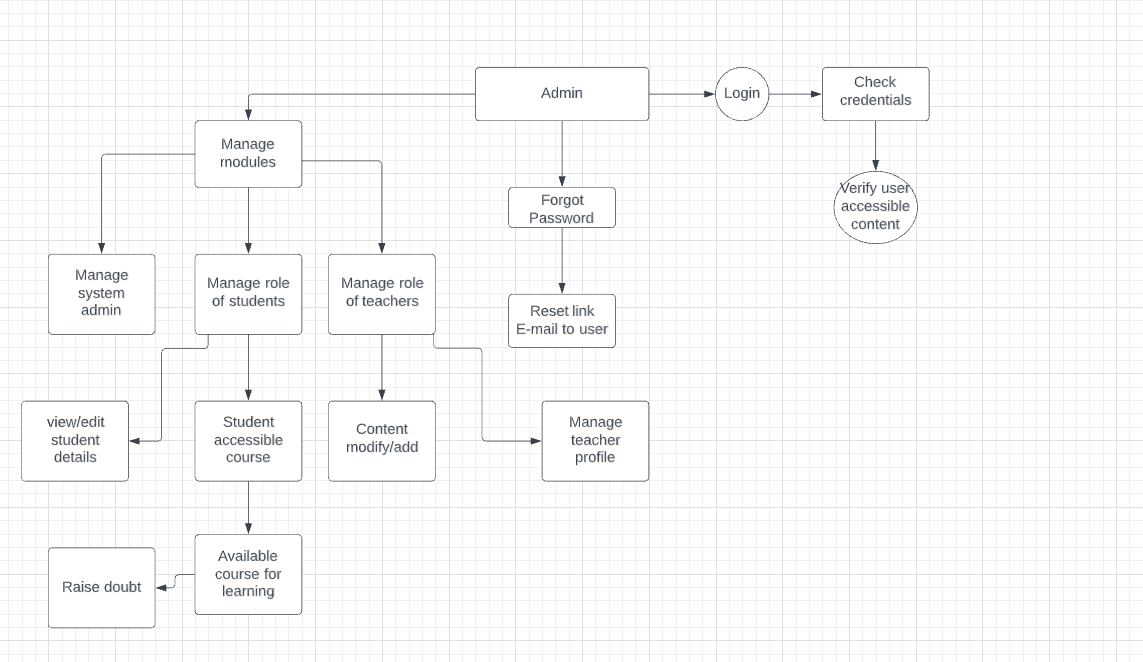 Admin
Login
Check
credentials
Manage
modules
Forgot
Password
Verify user
accessible
content
Manage
system
admin
Manage role
of students
Manage role
of teachers
Reset link
E-mail to user
view/edit
student
details
Student
accessible
course
Content
modify/add
Manage
teacher
profile
Raise doubt
Available
course for
learning